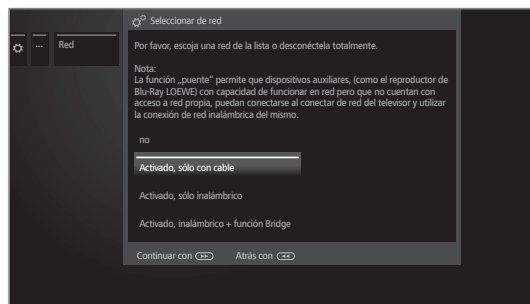 Seleccionar de red
... Red
Por favor, escoja una red de la lista o desconéctela totalmente.
Nota:
La función „puente” permite que dispositivos auxiliares, (como el reproductor de
Blu-Ray LOEWE) con capacidad de funcionar en red pero que no cuentan con
acceso a red propia, puedan conectarse al conectar de red del televisor y utilizar
la conexión de red inalámbrica del mismo.
no
Activado, sólo con cable
Activado, sólo inalámbrico
Activado, inalámbrico + función Bridge
Continuar con Atrás con